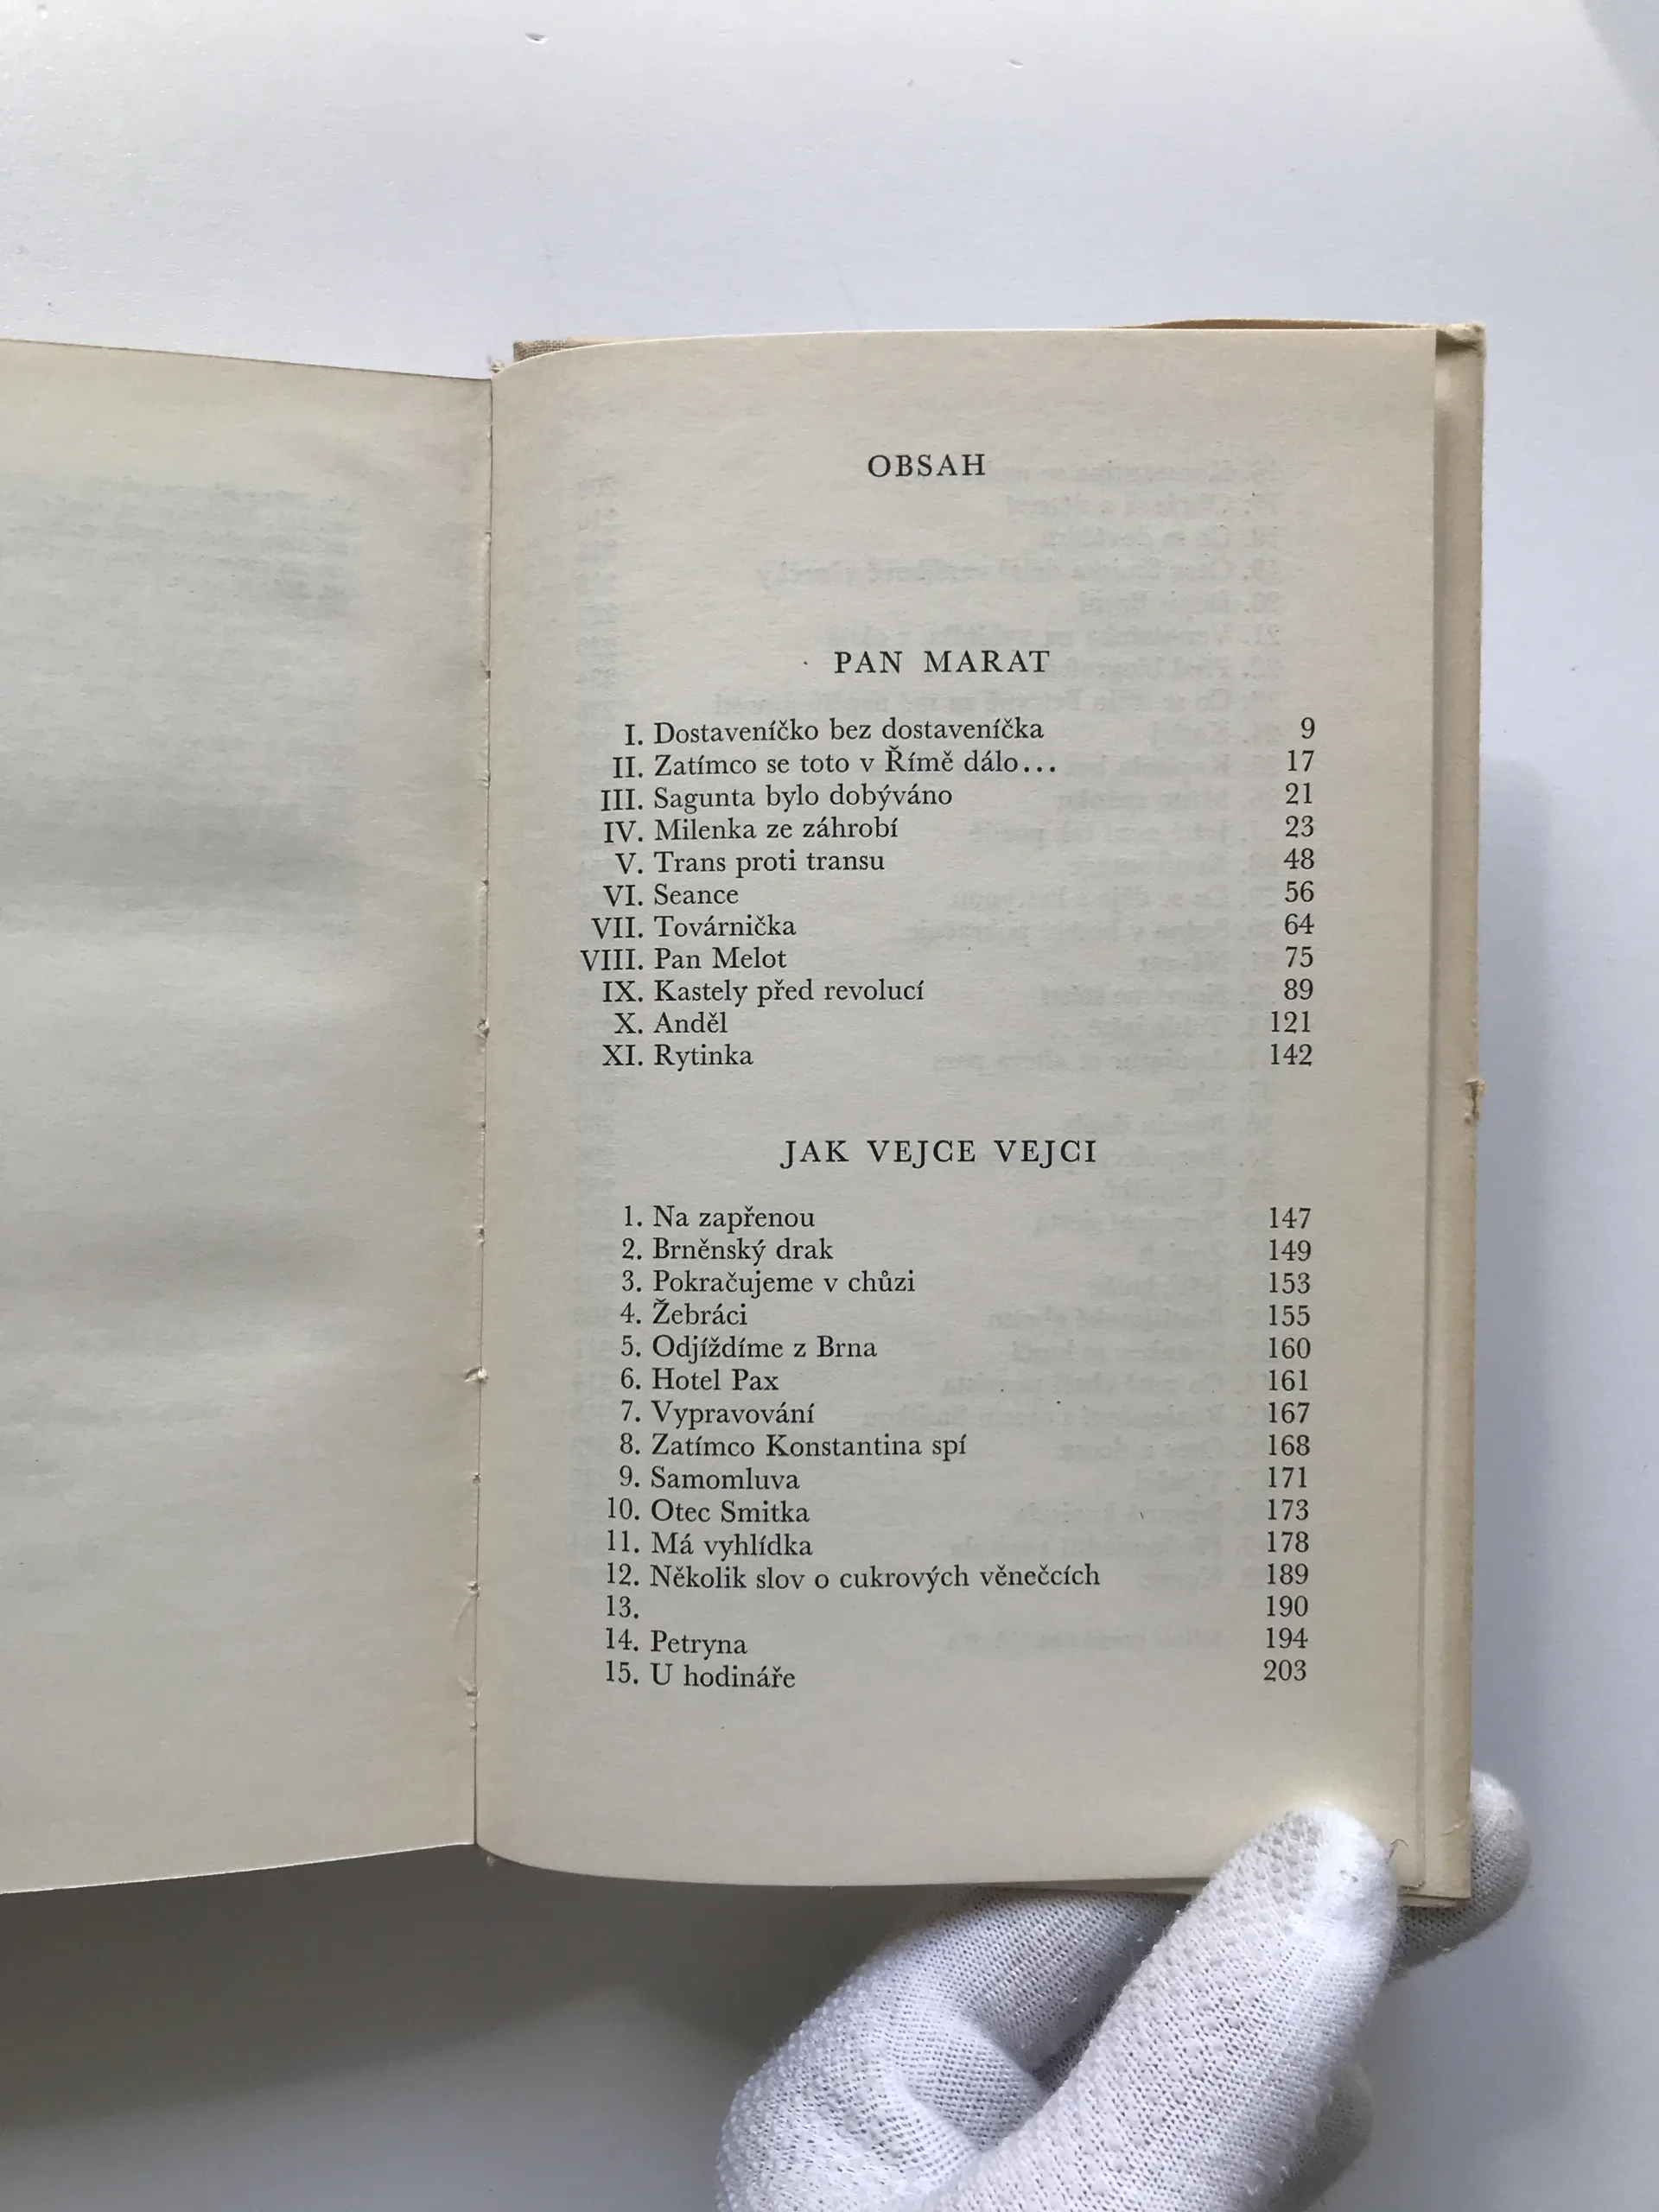 OBSAH
PAN MARAT
I. Dostaveníčko bez dostaveníčka 9
II. Zatímco se toto v Římě dálo... 17
III. Sagunta bylo dobýváno 21
IV. Milenka ze záhrobí 23
V. Trans proti transu 48
VI. Seance 56
VII. Továrnička 64
VIII. Pan Melot 75
IX. Kastely před revolucí 89
X. Anděl 121
XI. Rytinka 142
JAK VEJCE VEJCI
1. Na zapřenou 147
2. Brněnský drak 149
3. Pokračujeme v chůzi 153
4. Žebráci 155
5. Odjíždíme z Brna 160
6. Hotel Pax 161
7. Vypravování 167
8. Zatímco Konstantina spí 168
9. Samomluva 171
10. Otec Smitka 173
11. Má vyhlídka 178
12. Několik slov o cukrových věnečcích 189
13. 190
14. Petryna 194
15. U hodináře 203